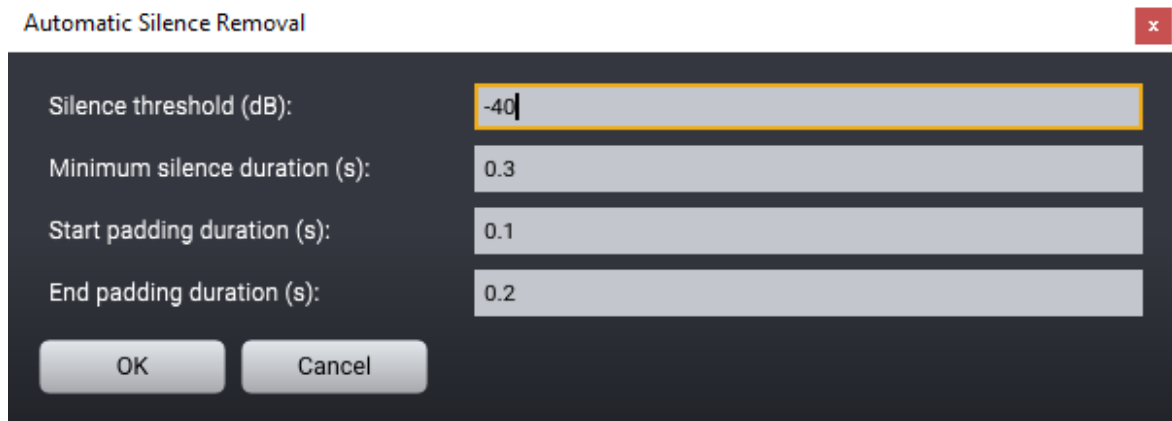 Automatic Silence Removal
x
Silence threshold (dB): -40
Minimum silence duration (s): 0.3
Start padding duration (s): 0.1
End padding duration (s): 0.2
OK Cancel